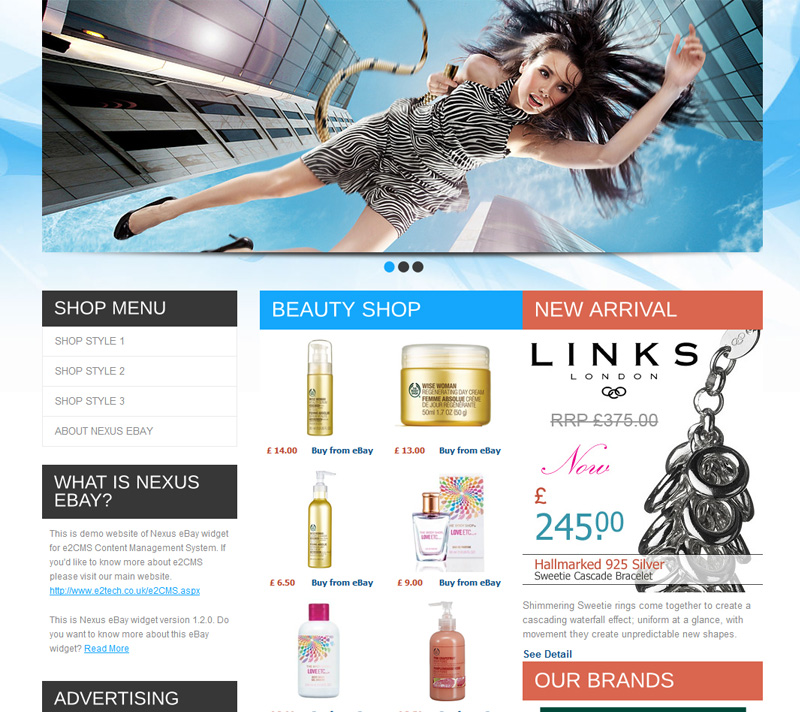 SHOP MENU
SHOP STYLE 1
SHOP STYLE 2
SHOP STYLE 3
ABOUT NEXUS EBAY
WHAT IS NEXUS
EBAY?
This is demo website of Nexus eBay widget
for e2CMS Content Management System. If
you'd like to know more about e2CMS
please visit our main website.
http://www.e2tech.co.uk/e2CMS.aspx
This is Nexus eBay widget version 1.2.0. Do
you want to know more about this eBay
widget? Read More
ADVERTISING
BEAUTY SHOP
WISE WOMAN
REGENERATING DAY CREAM
FEMME ABSOLUE CRÈME
DE JOUR RÉGÉNÉRANTE
50ml 1.7 OZ (50 g)
£ 14.00 Buy from eBay
£ 13.00 Buy from eBay
LOVE ETC...
£ 6.50 Buy from eBay
£ 9.00 Buy from eBay
LOVE ETC...
NEW ARRIVAL
LINKS
LONDON
RRP £375.00
Now
£
245.00
Hallmarked 925 Silver
Sweetie Cascade Bracelet
Shimmering Sweetie rings come together to create a
cascading waterfall effect; uniform at a glance, with
movement they create unpredictable new shapes.
See Detail
OUR BRANDS